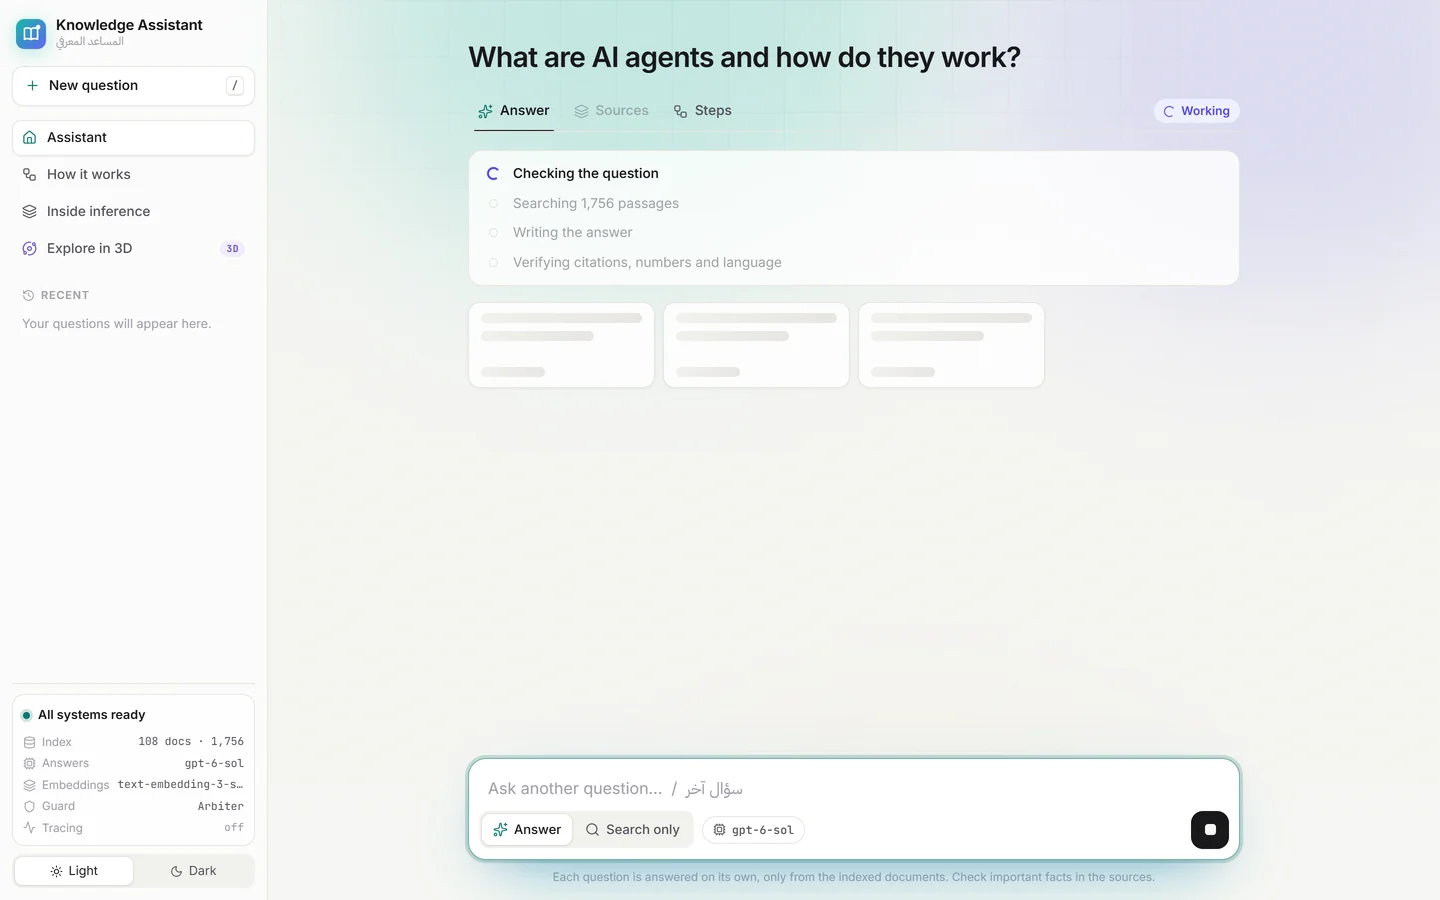 Knowledge Assistant
المساعد المعرفي
New question
/
Assistant
How it works
Inside inference
Explore in 3D
3D
RECENT
Your questions will appear here.
All systems ready
Index 108 docs · 1,756
Answers gpt-6-sol
Embeddings text-embedding-3-s…
Guard Arbiter
Tracing off
Light
Dark
What are AI agents and how do they work?
Answer
Sources
Steps
Working
Checking the question
Searching 1,756 passages
Writing the answer
Verifying citations, numbers and language
Ask another question… / سؤال آخر
Answer
Search only
gpt-6-sol
Each question is answered on its own, only from the indexed documents. Check important facts in the sources.